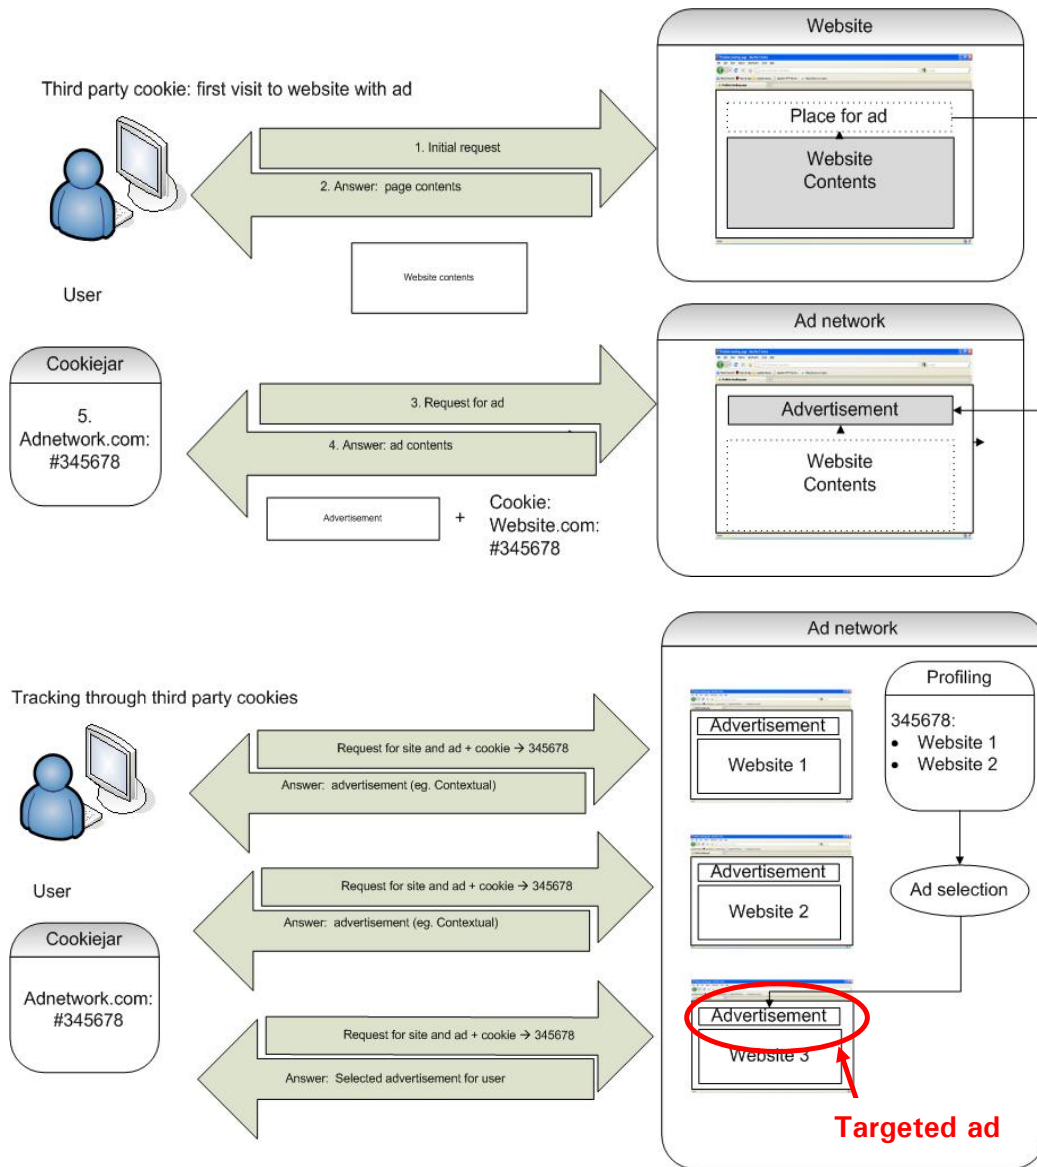 Website
Third party cookie: first visit to website with ad
Place for ad
1. Initial request
Website
Contents
2. Answer: page contents
Website contents
User
Ad network
Cookiejar
3. Request for ad
Advertisement
5.
Adnetwork.com:
#345678
4. Answer: ad contents
Website
Contents
Advertisement
+
Cookie:
Website.com:
#345678
Ad network
Tracking through third party cookies
Profiling
345678:
• Website 1
• Website 2
Request for site and ad + cookie → 345678
Advertisement
Answer: advertisement (eg. Contextual)
Website 1
Request for site and ad + cookie → 345678
Advertisement
Ad selection
User
Answer: advertisement (eg. Contextual)
Website 2
Cookiejar
Adnetwork.com:
#345678
Request for site and ad + cookie → 345678
Advertisement
Website 3
Answer: Selected advertisement for user
Targeted ad